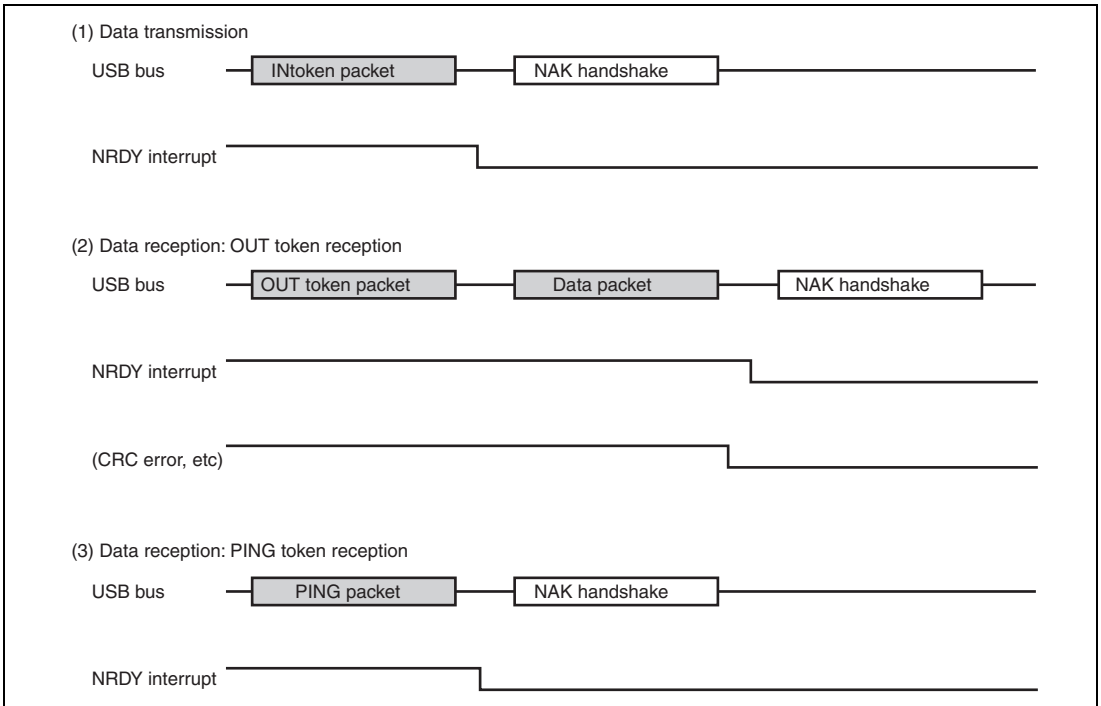 (1) Data transmission
USB bus INtoken packet NAK handshake
NRDY interrupt
(2) Data reception: OUT token reception
USB bus OUT token packet Data packet NAK handshake
NRDY interrupt
(CRC error, etc)
(3) Data reception: PING token reception
USB bus PING packet NAK handshake
NRDY interrupt